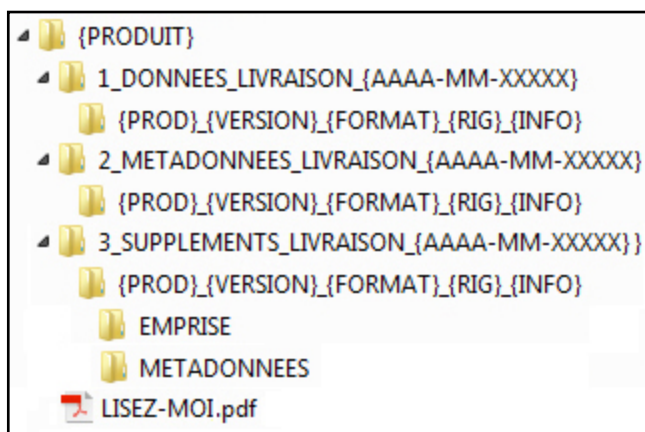 {PRODUIT}
1_DONNEES_LIVRAISON_{AAAA-MM-XXXXX}
{PROD}_{VERSION}_{FORMAT}_{RIG}_{INFO}
2_METADONNEES_LIVRAISON_{AAAA-MM-XXXXX}
{PROD}_{VERSION}_{FORMAT}_{RIG}_{INFO}
3_SUPPLEMENTS_LIVRAISON_{AAAA-MM-XXXXX}}
{PROD}_{VERSION}_{FORMAT}_{RIG}_{INFO}
EMPRISE
METADONNEES
LISEZ-MOI.pdf